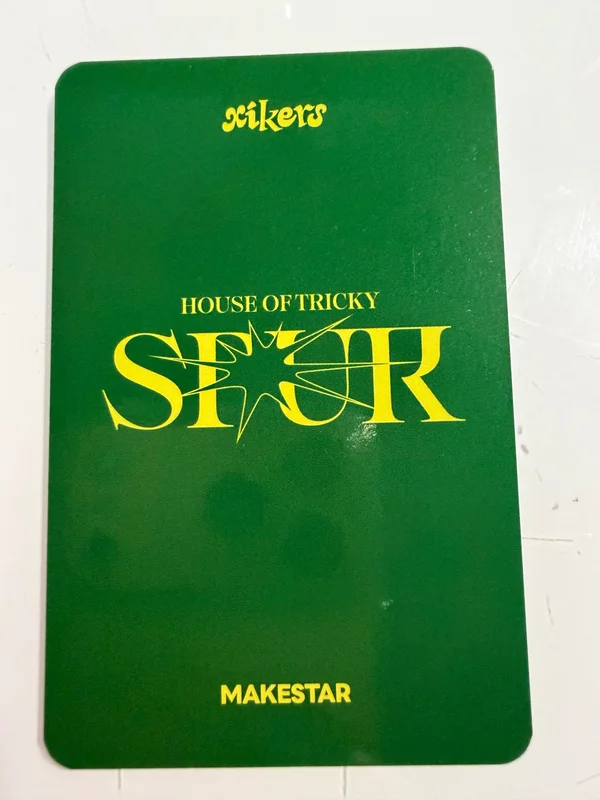 xikers
HOUSE OF TRICKY
SPUR
MAKESTAR